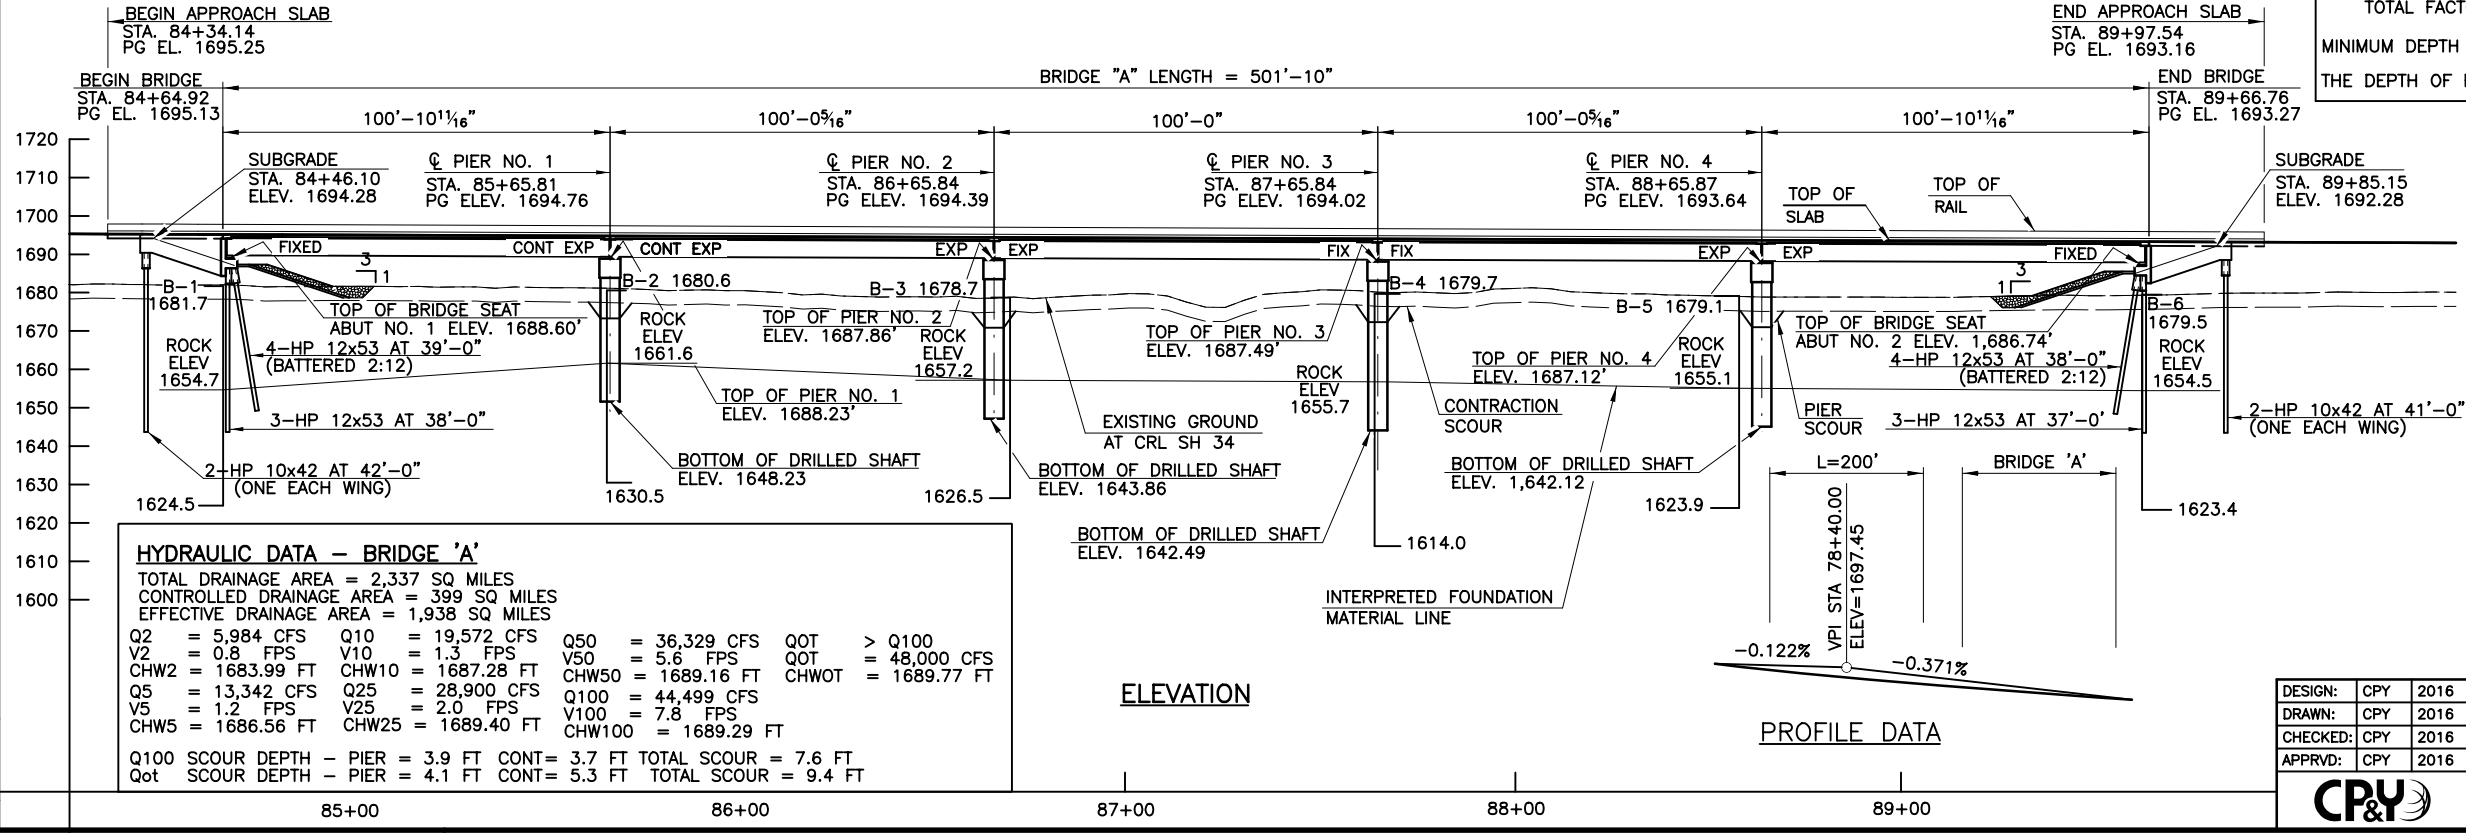 BEGIN APPROACH SLAB
STA. 84+34.14
PG EL. 1695.25
END APPROACH SLAB
STA. 89+97.54
PG EL. 1693.16
TOTAL FACT
MINIMUM DEPTH
THE DEPTH OF
BEGIN BRIDGE
STA. 84+64.92
PG EL. 1695.13
BRIDGE "A" LENGTH = 501'-10"
END BRIDGE
STA. 89+66.76
PG EL. 1693.27
100'-10 11/16"
100'-0 5/16"
100'-0"
100'-0 5/16"
100'-10 11/16"
1720
1710
1700
1690
1680
1670
1660
1650
1640
1630
1620
1610
1600
SUBGRADE
STA. 84+46.10
ELEV. 1694.28
℄ PIER NO. 1
STA. 85+65.81
PG ELEV. 1694.76
℄ PIER NO. 2
STA. 86+65.84
PG ELEV. 1694.39
℄ PIER NO. 3
STA. 87+65.84
PG ELEV. 1694.02
℄ PIER NO. 4
STA. 88+65.87
PG ELEV. 1693.64
TOP OF
SLAB
TOP OF
RAIL
SUBGRADE
STA. 89+85.15
ELEV. 1692.28
FIXED
CONT EXP
CONT EXP
EXP
EXP
FIX
FIX
EXP
EXP
FIXED
3
1
3
1
B-1
1681.7
B-2 1680.6
B-3 1678.7
B-4 1679.7
B-5 1679.1
B-6
1679.5
TOP OF BRIDGE SEAT
ABUT NO. 1 ELEV. 1688.60'
ROCK
ELEV
1654.7
4-HP 12x53 AT 39'-0"
(BATTERED 2:12)
3-HP 12x53 AT 38'-0"
2-HP 10x42 AT 42'-0"
(ONE EACH WING)
1624.5
ROCK
ELEV
1661.6
TOP OF PIER NO. 1
ELEV. 1688.23'
BOTTOM OF DRILLED SHAFT
ELEV. 1648.23
1630.5
TOP OF PIER NO. 2
ELEV. 1687.86'
ROCK
ELEV
1657.2
EXISTING GROUND
AT CRL SH 34
BOTTOM OF DRILLED SHAFT
ELEV. 1643.86
1626.5
TOP OF PIER NO. 3
ELEV. 1687.49'
ROCK
ELEV
1655.7
CONTRACTION
SCOUR
BOTTOM OF DRILLED SHAFT
ELEV. 1642.49
1614.0
INTERPRETED FOUNDATION
MATERIAL LINE
TOP OF PIER NO. 4
ELEV. 1687.12'
ROCK
ELEV
1655.1
BOTTOM OF DRILLED SHAFT
ELEV. 1,642.12
1623.9
PIER
SCOUR
TOP OF BRIDGE SEAT
ABUT NO. 2 ELEV. 1,686.74'
4-HP 12x53 AT 38'-0"
(BATTERED 2:12)
3-HP 12x53 AT 37'-0'
ROCK
ELEV
1654.5
2-HP 10x42 AT 41'-0"
(ONE EACH WING)
1623.4
L=200'
BRIDGE 'A'
VPI STA 78+40.00
ELEV=1697.45
-0.122%
-0.371%
PROFILE DATA
ELEVATION
HYDRAULIC DATA - BRIDGE 'A'
TOTAL DRAINAGE AREA = 2,337 SQ MILES
CONTROLLED DRAINAGE AREA = 399 SQ MILES
EFFECTIVE DRAINAGE AREA = 1,938 SQ MILES
Q2 = 5,984 CFS Q10 = 19,572 CFS Q50 = 36,329 CFS QOT > Q100
V2 = 0.8 FPS V10 = 1.3 FPS V50 = 5.6 FPS QOT = 48,000 CFS
CHW2 = 1683.99 FT CHW10 = 1687.28 FT CHW50 = 1689.16 FT CHWOT = 1689.77 FT
Q5 = 13,342 CFS Q25 = 28,900 CFS Q100 = 44,499 CFS
V5 = 1.2 FPS V25 = 2.0 FPS V100 = 7.8 FPS
CHW5 = 1686.56 FT CHW25 = 1689.40 FT CHW100 = 1689.29 FT
Q100 SCOUR DEPTH - PIER = 3.9 FT CONT= 3.7 FT TOTAL SCOUR = 7.6 FT
Qot SCOUR DEPTH - PIER = 4.1 FT CONT= 5.3 FT TOTAL SCOUR = 9.4 FT
DESIGN: CPY 2016
DRAWN: CPY 2016
CHECKED: CPY 2016
APPRVD: CPY 2016
CP&Y
85+00
86+00
87+00
88+00
89+00